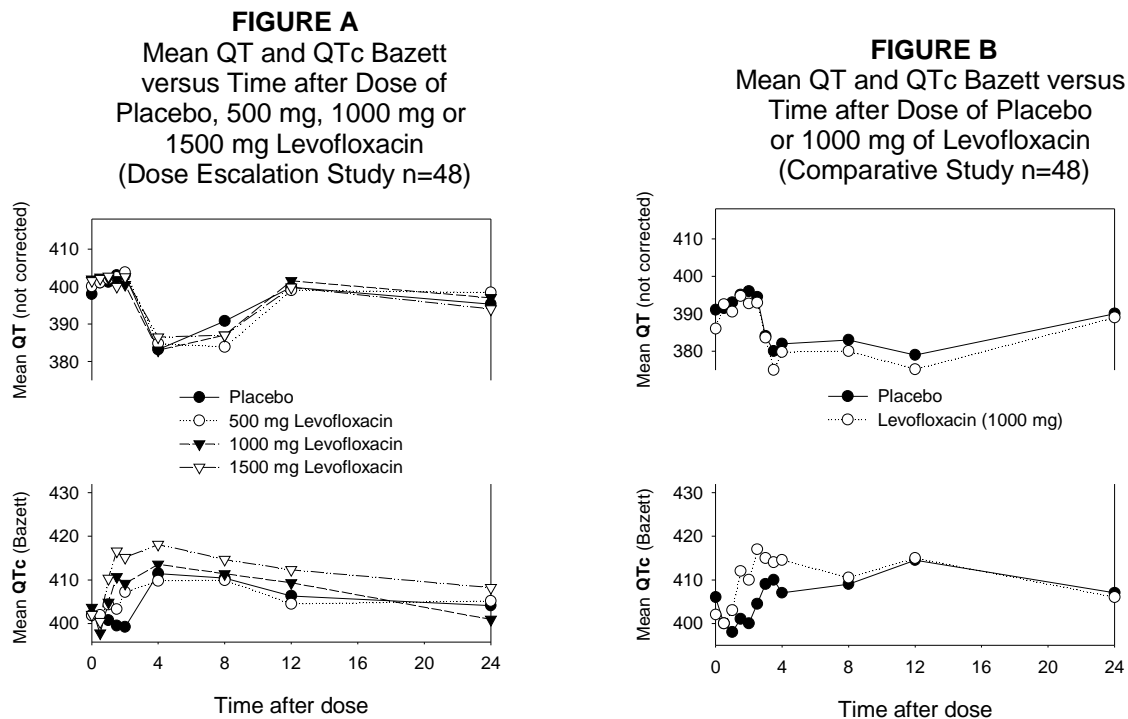 FIGURE A
Mean QT and QTc Bazett
versus Time after Dose of
Placebo, 500 mg, 1000 mg or
1500 mg Levofloxacin
(Dose Escalation Study n=48)
Mean QT (not corrected)
410
400
390
380
Placebo
500 mg Levofloxacin
1000 mg Levofloxacin
1500 mg Levofloxacin
Mean QTc (Bazett)
430
420
410
400
0 4 8 12 16 20 24
Time after dose
FIGURE B
Mean QT and QTc Bazett versus
Time after Dose of Placebo
or 1000 mg of Levofloxacin
(Comparative Study n=48)
Mean QT (not corrected)
410
400
390
380
Placebo
Levofloxacin (1000 mg)
Mean QTc (Bazett)
430
420
410
400
0 4 8 12 16 20 24
Time after dose